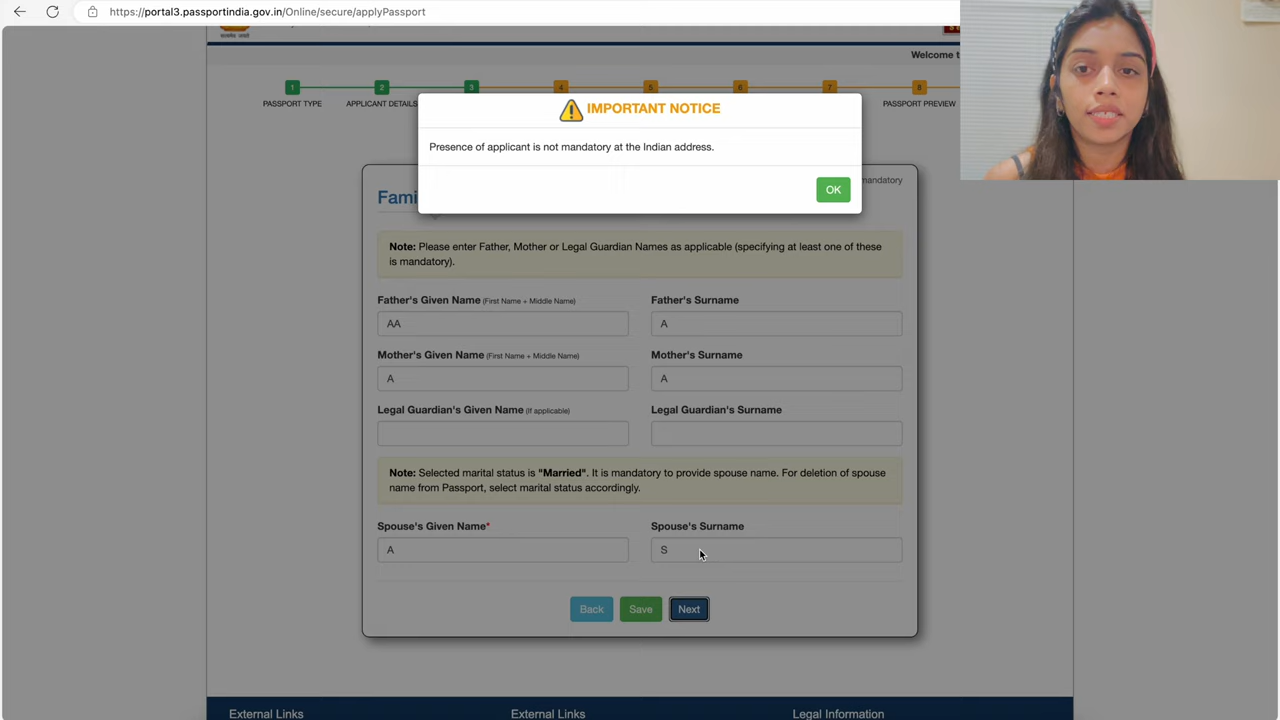 https://portal3.passportindia.gov.in/Online/secure/applyPassport
सत्यमेव जयते
Welcome t
1 2 3 4 5 6 7 8
PASSPORT TYPE APPLICANT DETAILS PASSPORT PREVIEW
IMPORTANT NOTICE
Presence of applicant is not mandatory at the Indian address.
OK
Fami
mandatory
Note: Please enter Father, Mother or Legal Guardian Names as applicable (specifying at least one of these
is mandatory).
Father's Given Name (First Name + Middle Name) Father's Surname
AA A
Mother's Given Name (First Name + Middle Name) Mother's Surname
A A
Legal Guardian's Given Name (If applicable) Legal Guardian's Surname
Note: Selected marital status is "Married". It is mandatory to provide spouse name. For deletion of spouse
name from Passport, select marital status accordingly.
Spouse's Given Name* Spouse's Surname
A S
Back Save Next
External Links External Links Legal Information